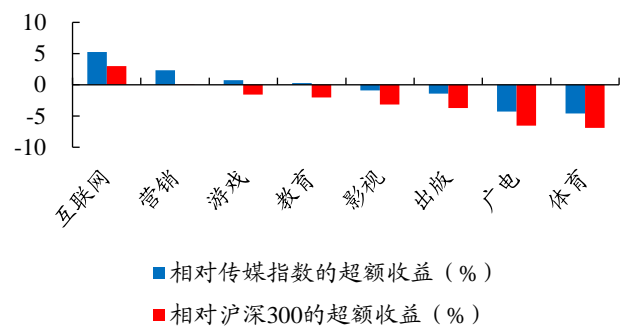 10
5
0
-5
-10
互联网
营销
游戏
教育
影视
出版
广电
体育
相对传媒指数的超额收益（%）
相对沪深300的超额收益（%）